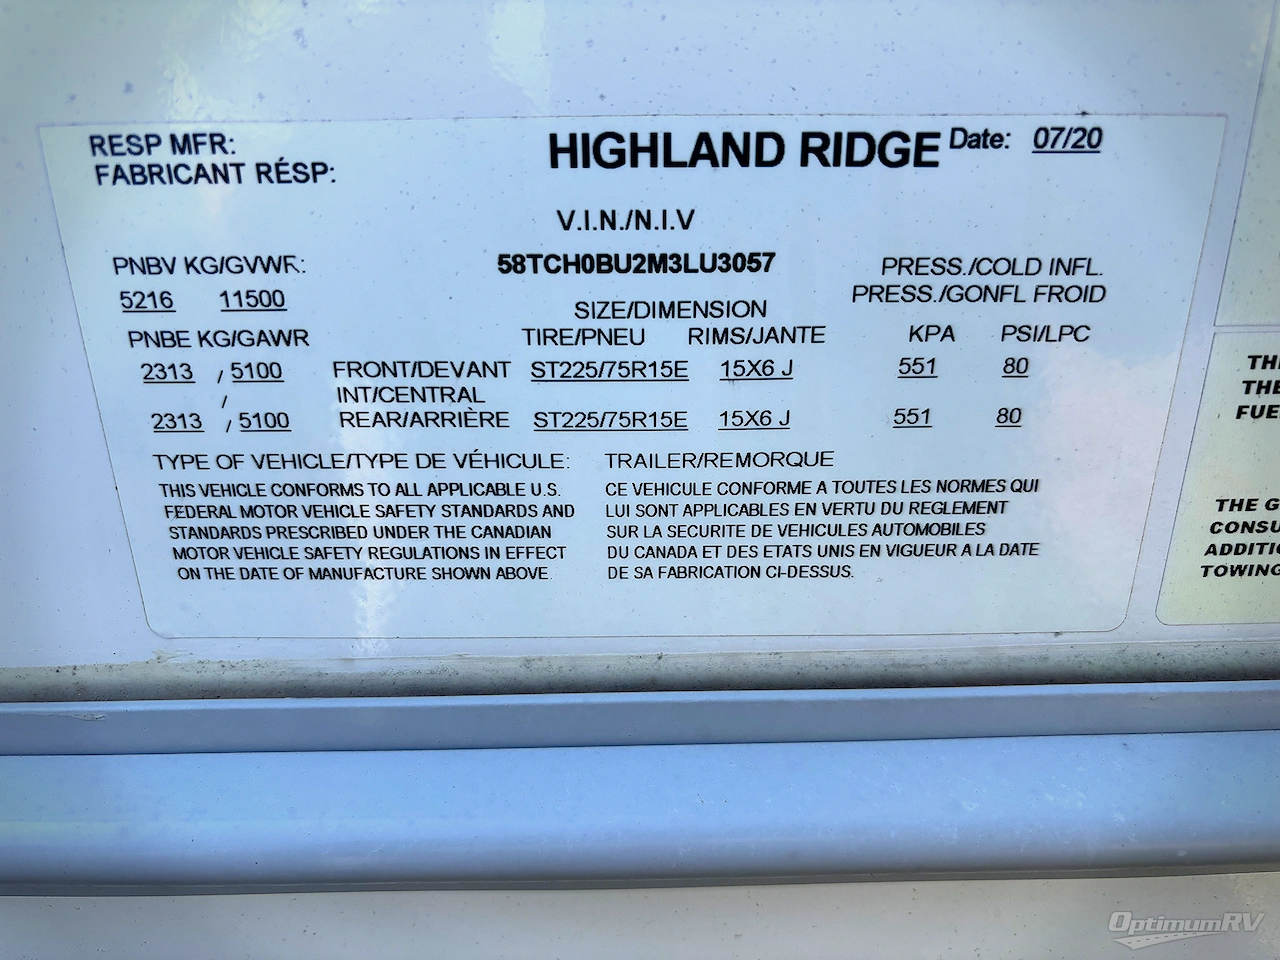 RESP MFR:
FABRICANT RÉSP:
HIGHLAND RIDGE Date: 07/20
V.I.N./N.I.V
58TCH0BU2M3LU3057
PNBV KG/GVWR:
5216 11500
PRESS./COLD INFL.
PRESS./GONFL FROID
SIZE/DIMENSION
PNBE KG/GAWR TIRE/PNEU RIMS/JANTE KPA PSI/LPC
2313 / 5100 FRONT/DEVANT ST225/75R15E 15X6 J 551 80
/ INT/CENTRAL
2313 / 5100 REAR/ARRIÈRE ST225/75R15E 15X6 J 551 80
TYPE OF VEHICLE/TYPE DE VÉHICULE: TRAILER/REMORQUE
THIS VEHICLE CONFORMS TO ALL APPLICABLE U.S.
FEDERAL MOTOR VEHICLE SAFETY STANDARDS AND
STANDARDS PRESCRIBED UNDER THE CANADIAN
MOTOR VEHICLE SAFETY REGULATIONS IN EFFECT
ON THE DATE OF MANUFACTURE SHOWN ABOVE.
CE VEHICULE CONFORME A TOUTES LES NORMES QUI
LUI SONT APPLICABLES EN VERTU DU REGLEMENT
SUR LA SECURITE DE VEHICULES AUTOMOBILES
DU CANADA ET DES ETATS UNIS EN VIGUEUR A LA DATE
DE SA FABRICATION CI-DESSUS.
THE G
TOWING
OptimumRV